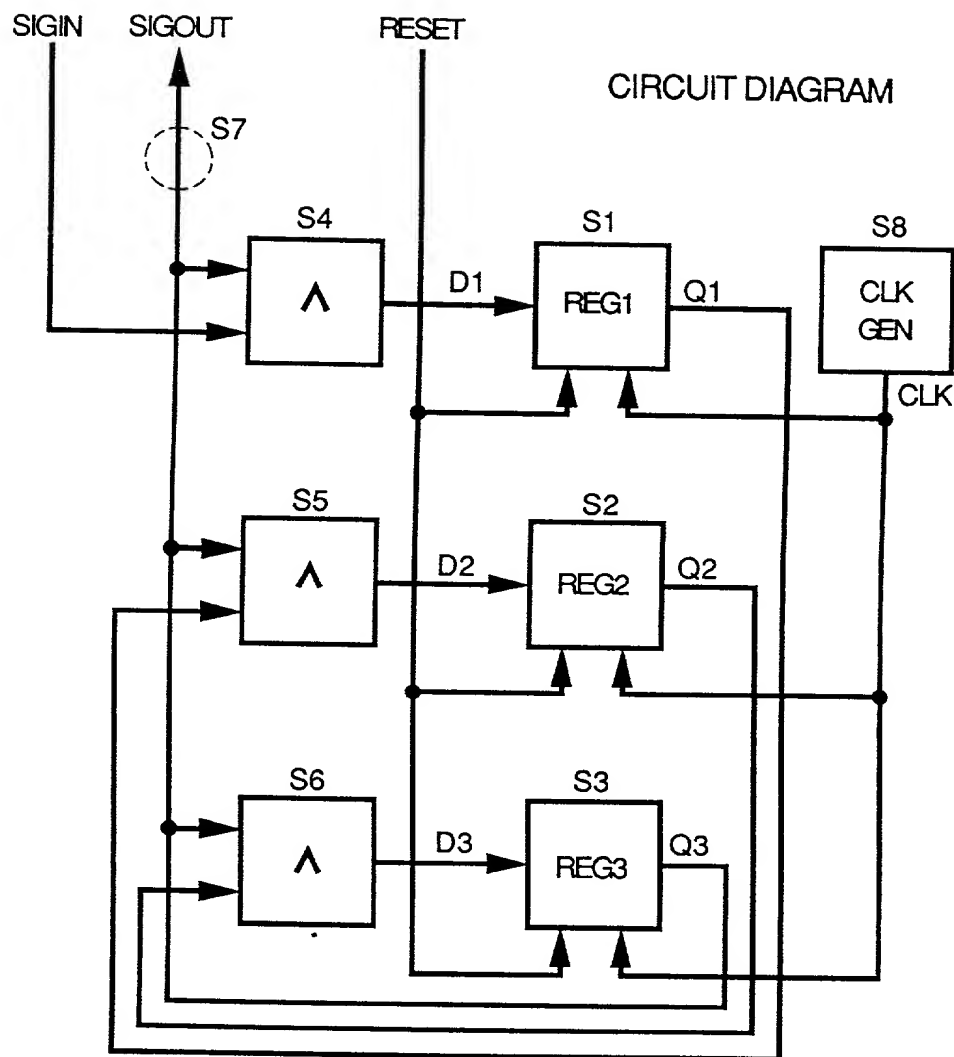 SIGIN SIGOUT RESET
CIRCUIT DIAGRAM
S7
S4 S1 S8
∧ D1 REG1 Q1 CLK
GEN
CLK
S5 S2
∧ D2 REG2 Q2
S6 S3
∧ D3 REG3 Q3